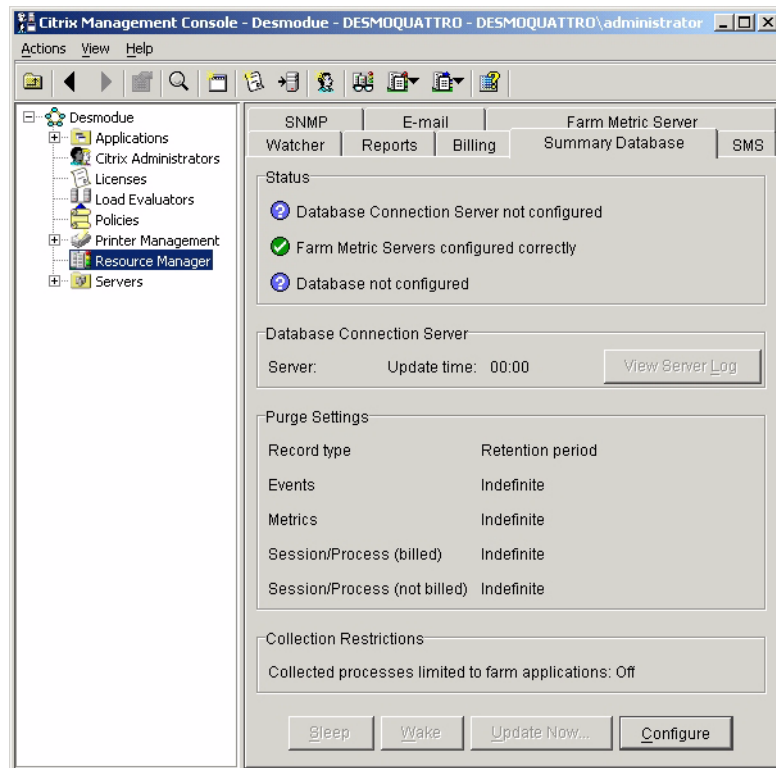 Citrix Management Console - Desmodue - DESMOQUATTRO - DESMOQUATTRO\administrator
Actions View Help
Desmodue
Applications
Citrix Administrators
Licenses
Load Evaluators
Policies
Printer Management
Resource Manager
Servers
SNMP E-mail Farm Metric Server
Watcher Reports Billing Summary Database SMS
Status
Database Connection Server not configured
Farm Metric Servers configured correctly
Database not configured
Database Connection Server
Server: Update time: 00:00 View Server Log
Purge Settings
Record type Retention period
Events Indefinite
Metrics Indefinite
Session/Process (billed) Indefinite
Session/Process (not billed) Indefinite
Collection Restrictions
Collected processes limited to farm applications: Off
Sleep Wake Update Now... Configure